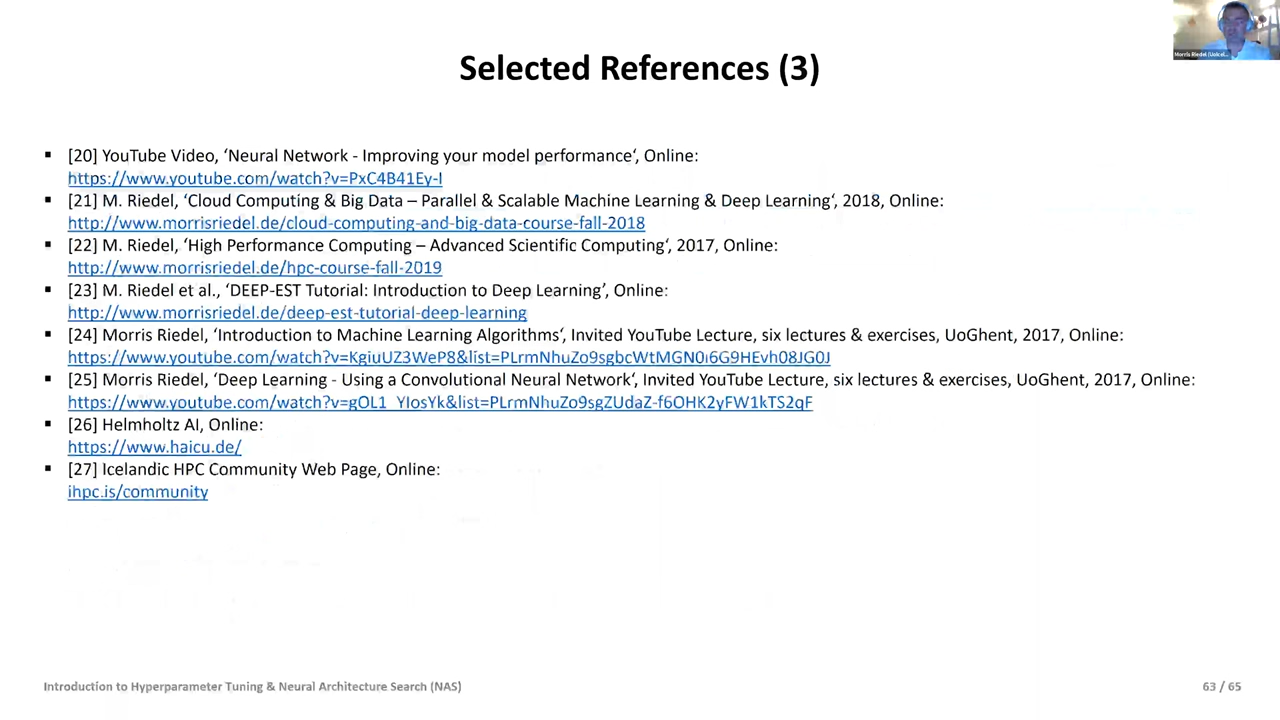 Morris Riedel
Selected References (3)
▪ [20] YouTube Video, ‘Neural Network - Improving your model performance‘, Online:
https://www.youtube.com/watch?v=PxC4B41Ey-I
▪ [21] M. Riedel, ‘Cloud Computing & Big Data – Parallel & Scalable Machine Learning & Deep Learning‘, 2018, Online:
http://www.morrisriedel.de/cloud-computing-and-big-data-course-fall-2018
▪ [22] M. Riedel, ‘High Performance Computing – Advanced Scientific Computing‘, 2017, Online:
http://www.morrisriedel.de/hpc-course-fall-2019
▪ [23] M. Riedel et al., ‘DEEP-EST Tutorial: Introduction to Deep Learning’, Online:
http://www.morrisriedel.de/deep-est-tutorial-deep-learning
▪ [24] Morris Riedel, ‘Introduction to Machine Learning Algorithms‘, Invited YouTube Lecture, six lectures & exercises, UoGhent, 2017, Online:
https://www.youtube.com/watch?v=KgiuUZ3WeP8&list=PLrmNhuZo9sgbcWtMGN0i6G9HEvh08JG0J
▪ [25] Morris Riedel, ‘Deep Learning - Using a Convolutional Neural Network‘, Invited YouTube Lecture, six lectures & exercises, UoGhent, 2017, Online:
https://www.youtube.com/watch?v=gOL1_YIosYk&list=PLrmNhuZo9sgZUdaZ-f6OHK2yFW1kTS2qF
▪ [26] Helmholtz AI, Online:
https://www.haicu.de/
▪ [27] Icelandic HPC Community Web Page, Online:
ihpc.is/community
Introduction to Hyperparameter Tuning & Neural Architecture Search (NAS)
63 / 65